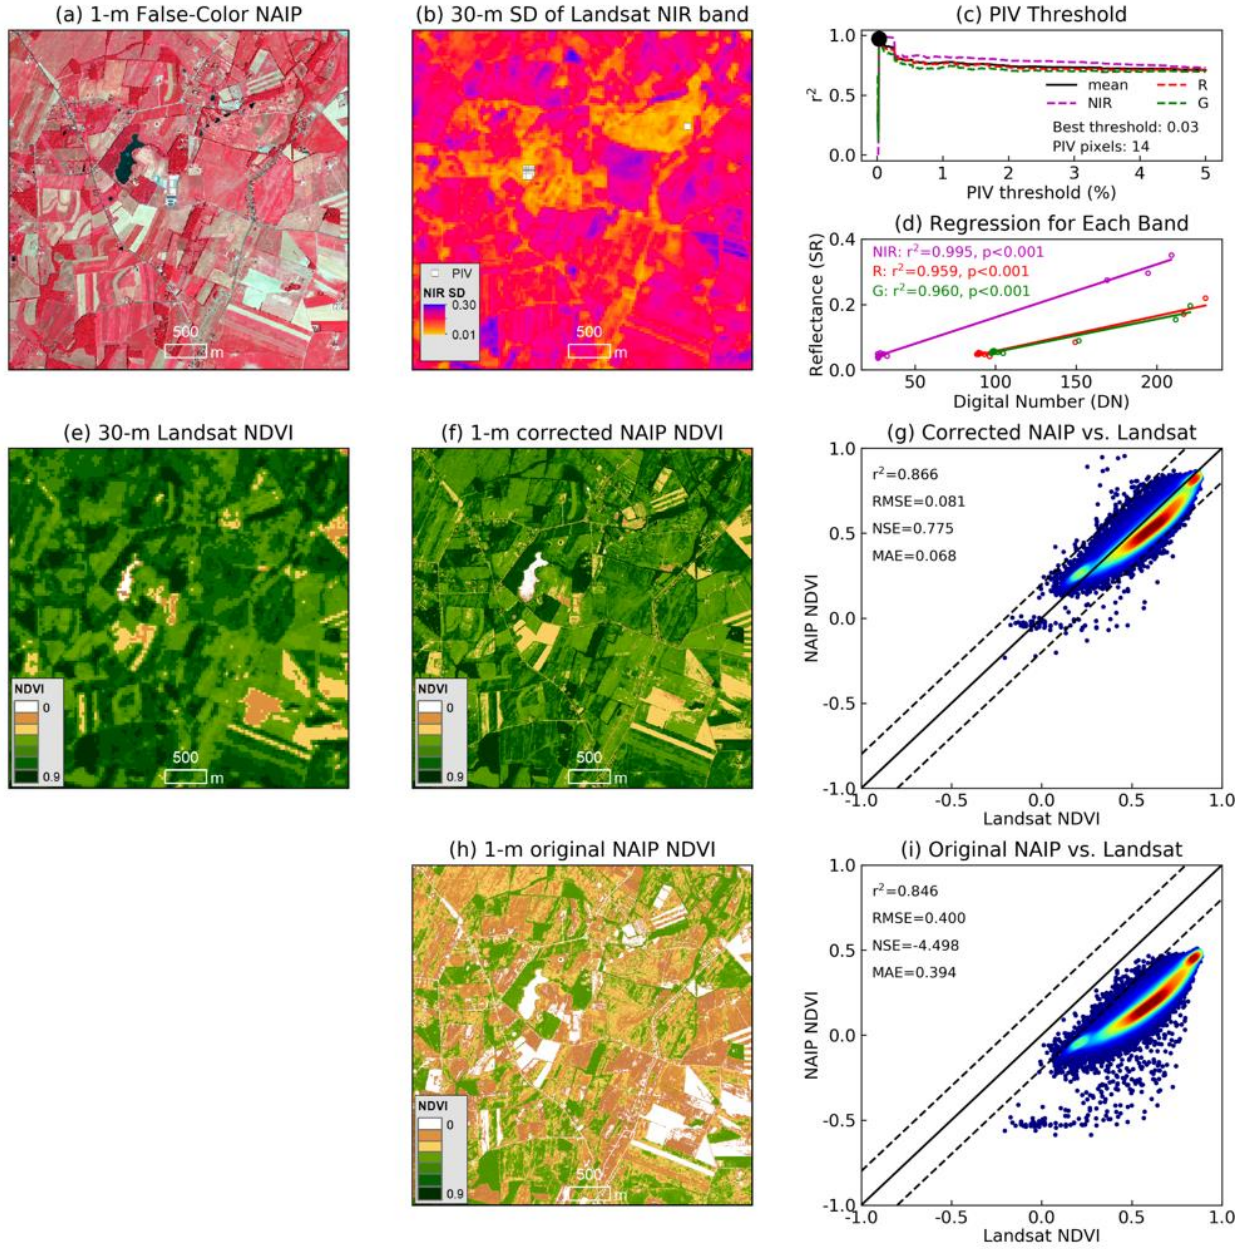 (a) 1-m False-Color NAIP
500
m
(b) 30-m SD of Landsat NIR band
PIV
NIR SD
0.30
0.01
500
m
(c) PIV Threshold
r²
1.0
0.5
0.0
mean
R
NIR
G
Best threshold: 0.03
PIV pixels: 14
0 1 2 3 4 5
PIV threshold (%)
(d) Regression for Each Band
Reflectance (SR)
0.4
0.2
0.0
NIR: r²=0.995, p<0.001
R: r²=0.959, p<0.001
G: r²=0.960, p<0.001
50 100 150 200
Digital Number (DN)
(e) 30-m Landsat NDVI
NDVI
0
0.9
500
m
(f) 1-m corrected NAIP NDVI
NDVI
0
0.9
500
m
(g) Corrected NAIP vs. Landsat
NAIP NDVI
1.0
0.5
0.0
-0.5
-1.0
r²=0.866
RMSE=0.081
NSE=0.775
MAE=0.068
-1.0 -0.5 0.0 0.5 1.0
Landsat NDVI
(h) 1-m original NAIP NDVI
NDVI
0
0.9
500
m
(i) Original NAIP vs. Landsat
NAIP NDVI
1.0
0.5
0.0
-0.5
-1.0
r²=0.846
RMSE=0.400
NSE=-4.498
MAE=0.394
-1.0 -0.5 0.0 0.5 1.0
Landsat NDVI